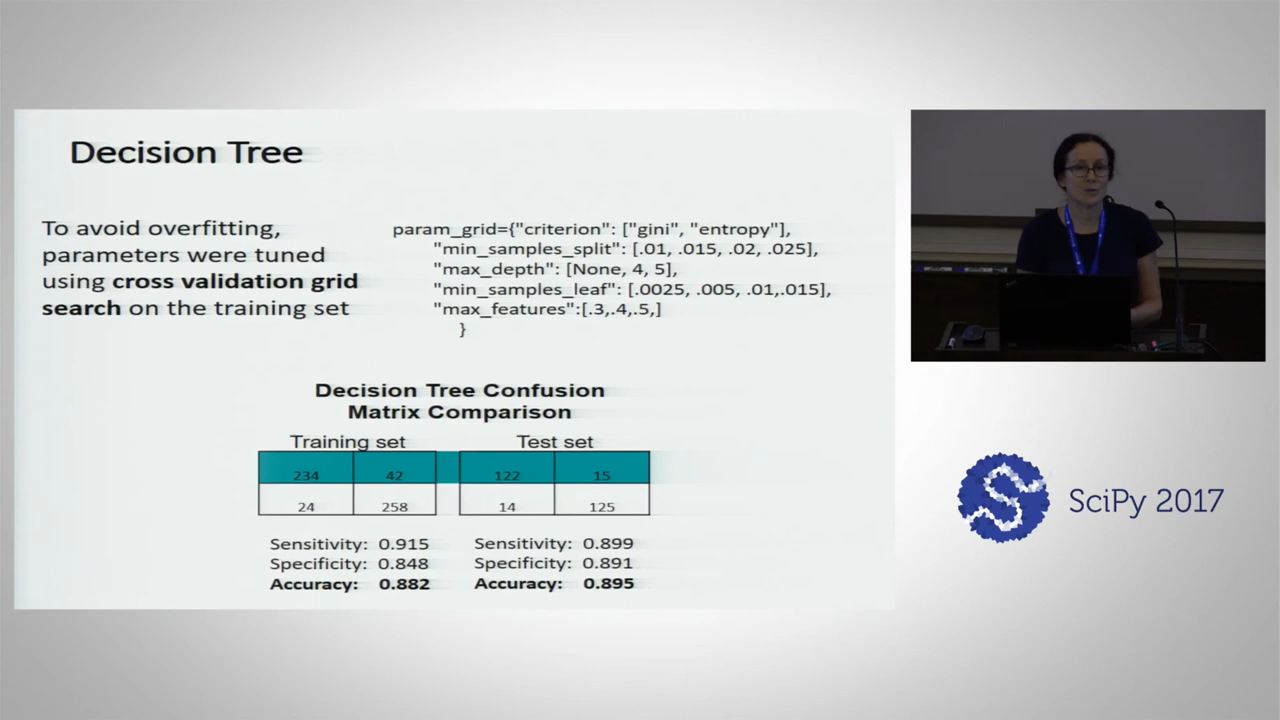 Decision Tree
To avoid overfitting,
parameters were tuned
using cross validation grid
search on the training set
param_grid={"criterion": ["gini", "entropy"],
"min_samples_split": [.01, .015, .02, .025],
"max_depth": [None, 4, 5],
"min_samples_leaf": [.0025, .005, .01,.015],
"max_features":[.3,.4,.5,]
}
Decision Tree Confusion
Matrix Comparison
Training set
234 42
24 258
Sensitivity: 0.915
Specificity: 0.848
Accuracy: 0.882
Test set
122 15
14 125
Sensitivity: 0.899
Specificity: 0.891
Accuracy: 0.895
SciPy 2017